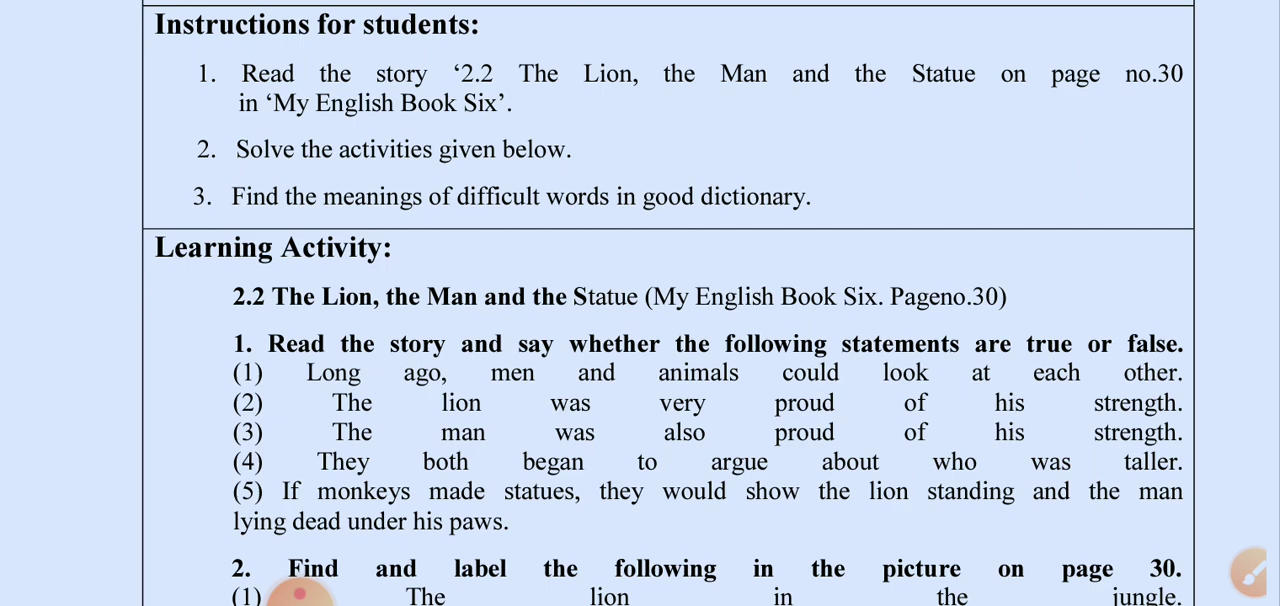 Instructions for students:
1. Read the story ‘2.2 The Lion, the Man and the Statue on page no.30
in ‘My English Book Six’.
2. Solve the activities given below.
3. Find the meanings of difficult words in good dictionary.
Learning Activity:
2.2 The Lion, the Man and the Statue (My English Book Six. Pageno.30)
1. Read the story and say whether the following statements are true or false.
(1) Long ago, men and animals could look at each other.
(2) The lion was very proud of his strength.
(3) The man was also proud of his strength.
(4) They both began to argue about who was taller.
(5) If monkeys made statues, they would show the lion standing and the man
lying dead under his paws.
2. Find and label the following in the picture on page 30.
(1) The lion in the jungle.